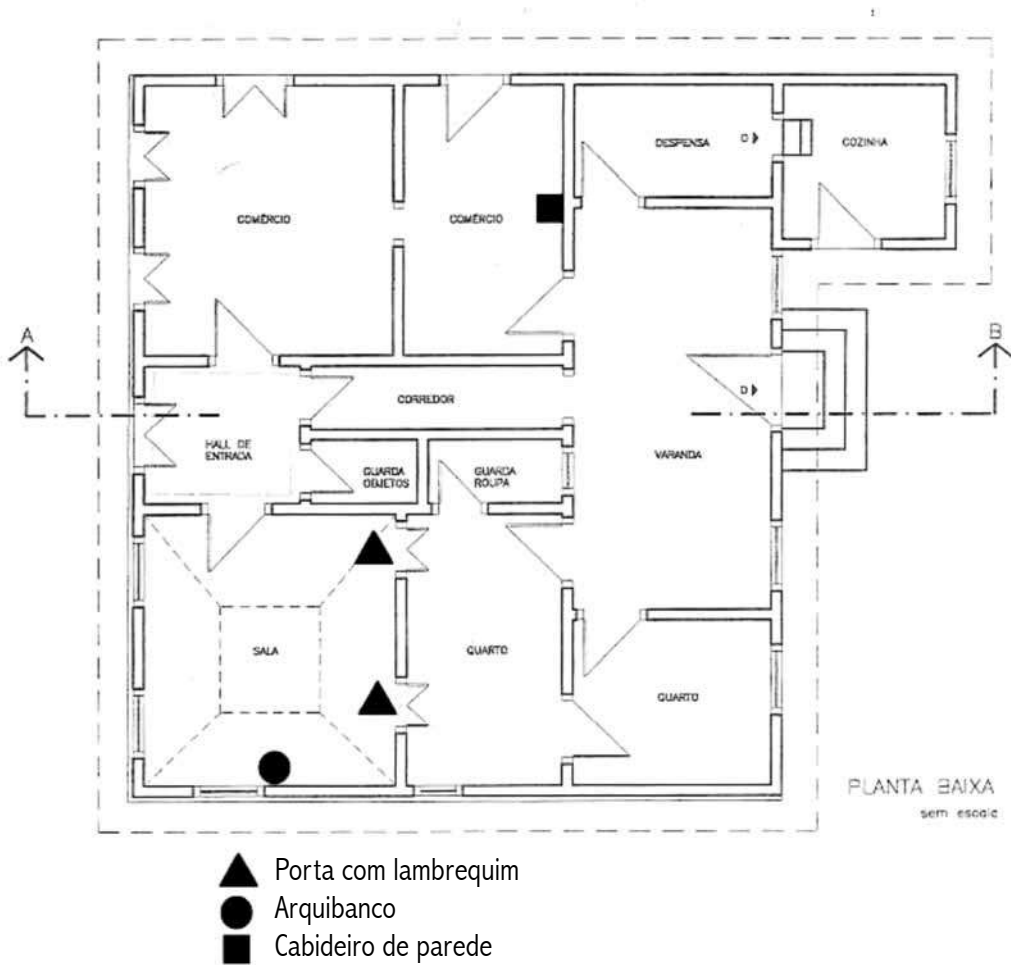 DESPENSA
D
COZINHA
COMÉRCIO
COMÉRCIO
A
B
CORREDOR
D
HALL DE
ENTRADA
GUARDA
OBJETOS
GUARDA
ROUPA
VARANDA
SALA
QUARTO
QUARTO
PLANTA BAIXA
sem escala
Porta com lambrequim
Arquibanco
Cabideiro de parede